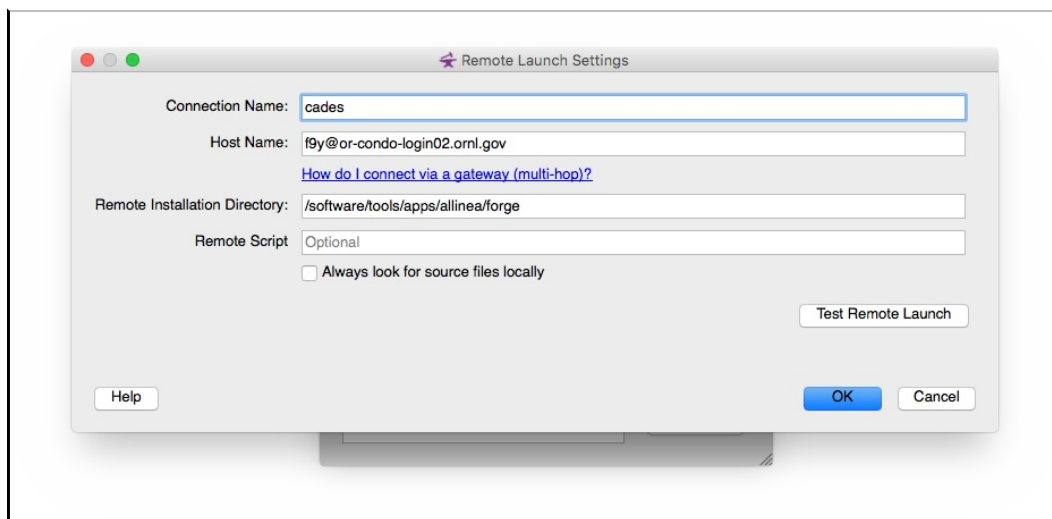 Remote Launch Settings
Connection Name: cades
Host Name: f9y@or-condo-login02.ornl.gov
How do I connect via a gateway (multi-hop)?
Remote Installation Directory: /software/tools/apps/allinea/forge
Remote Script Optional
Always look for source files locally
Test Remote Launch
Help OK Cancel